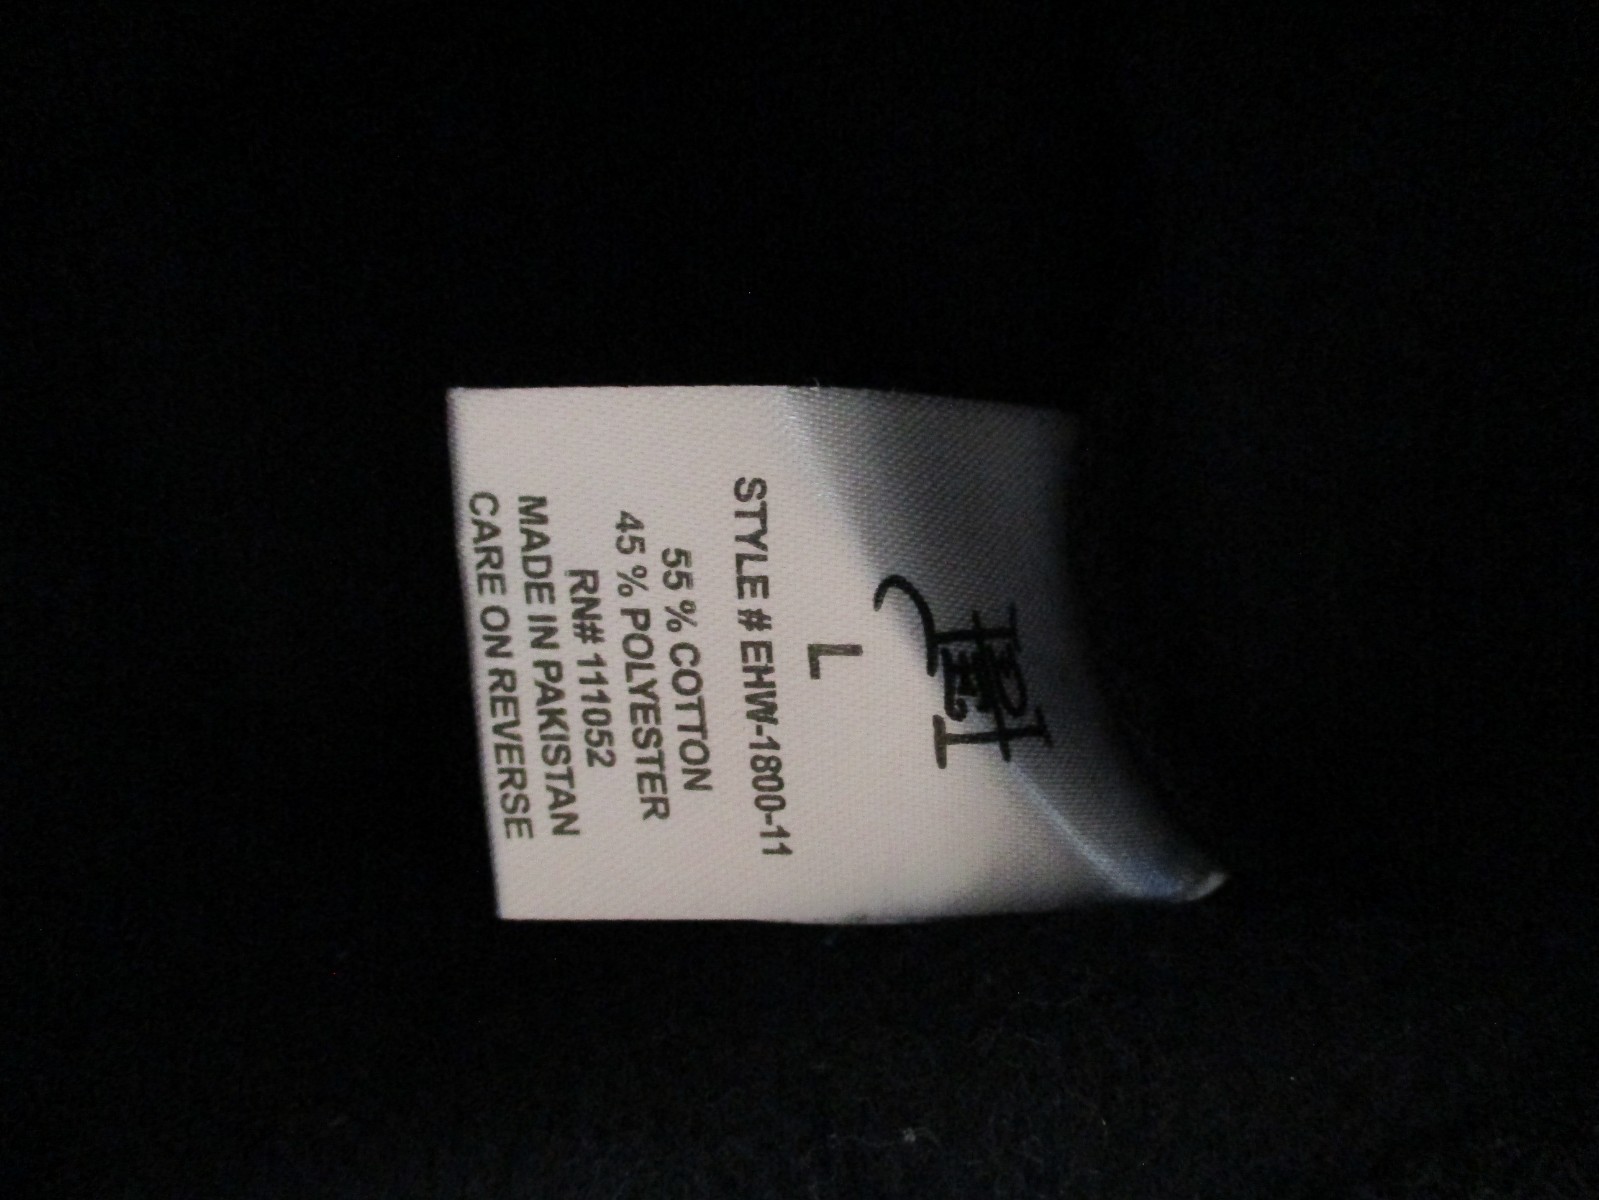 L
STYLE # EHW-1800-11
55 % COTTON
45 % POLYESTER
RN# 111052
MADE IN PAKISTAN
CARE ON REVERSE